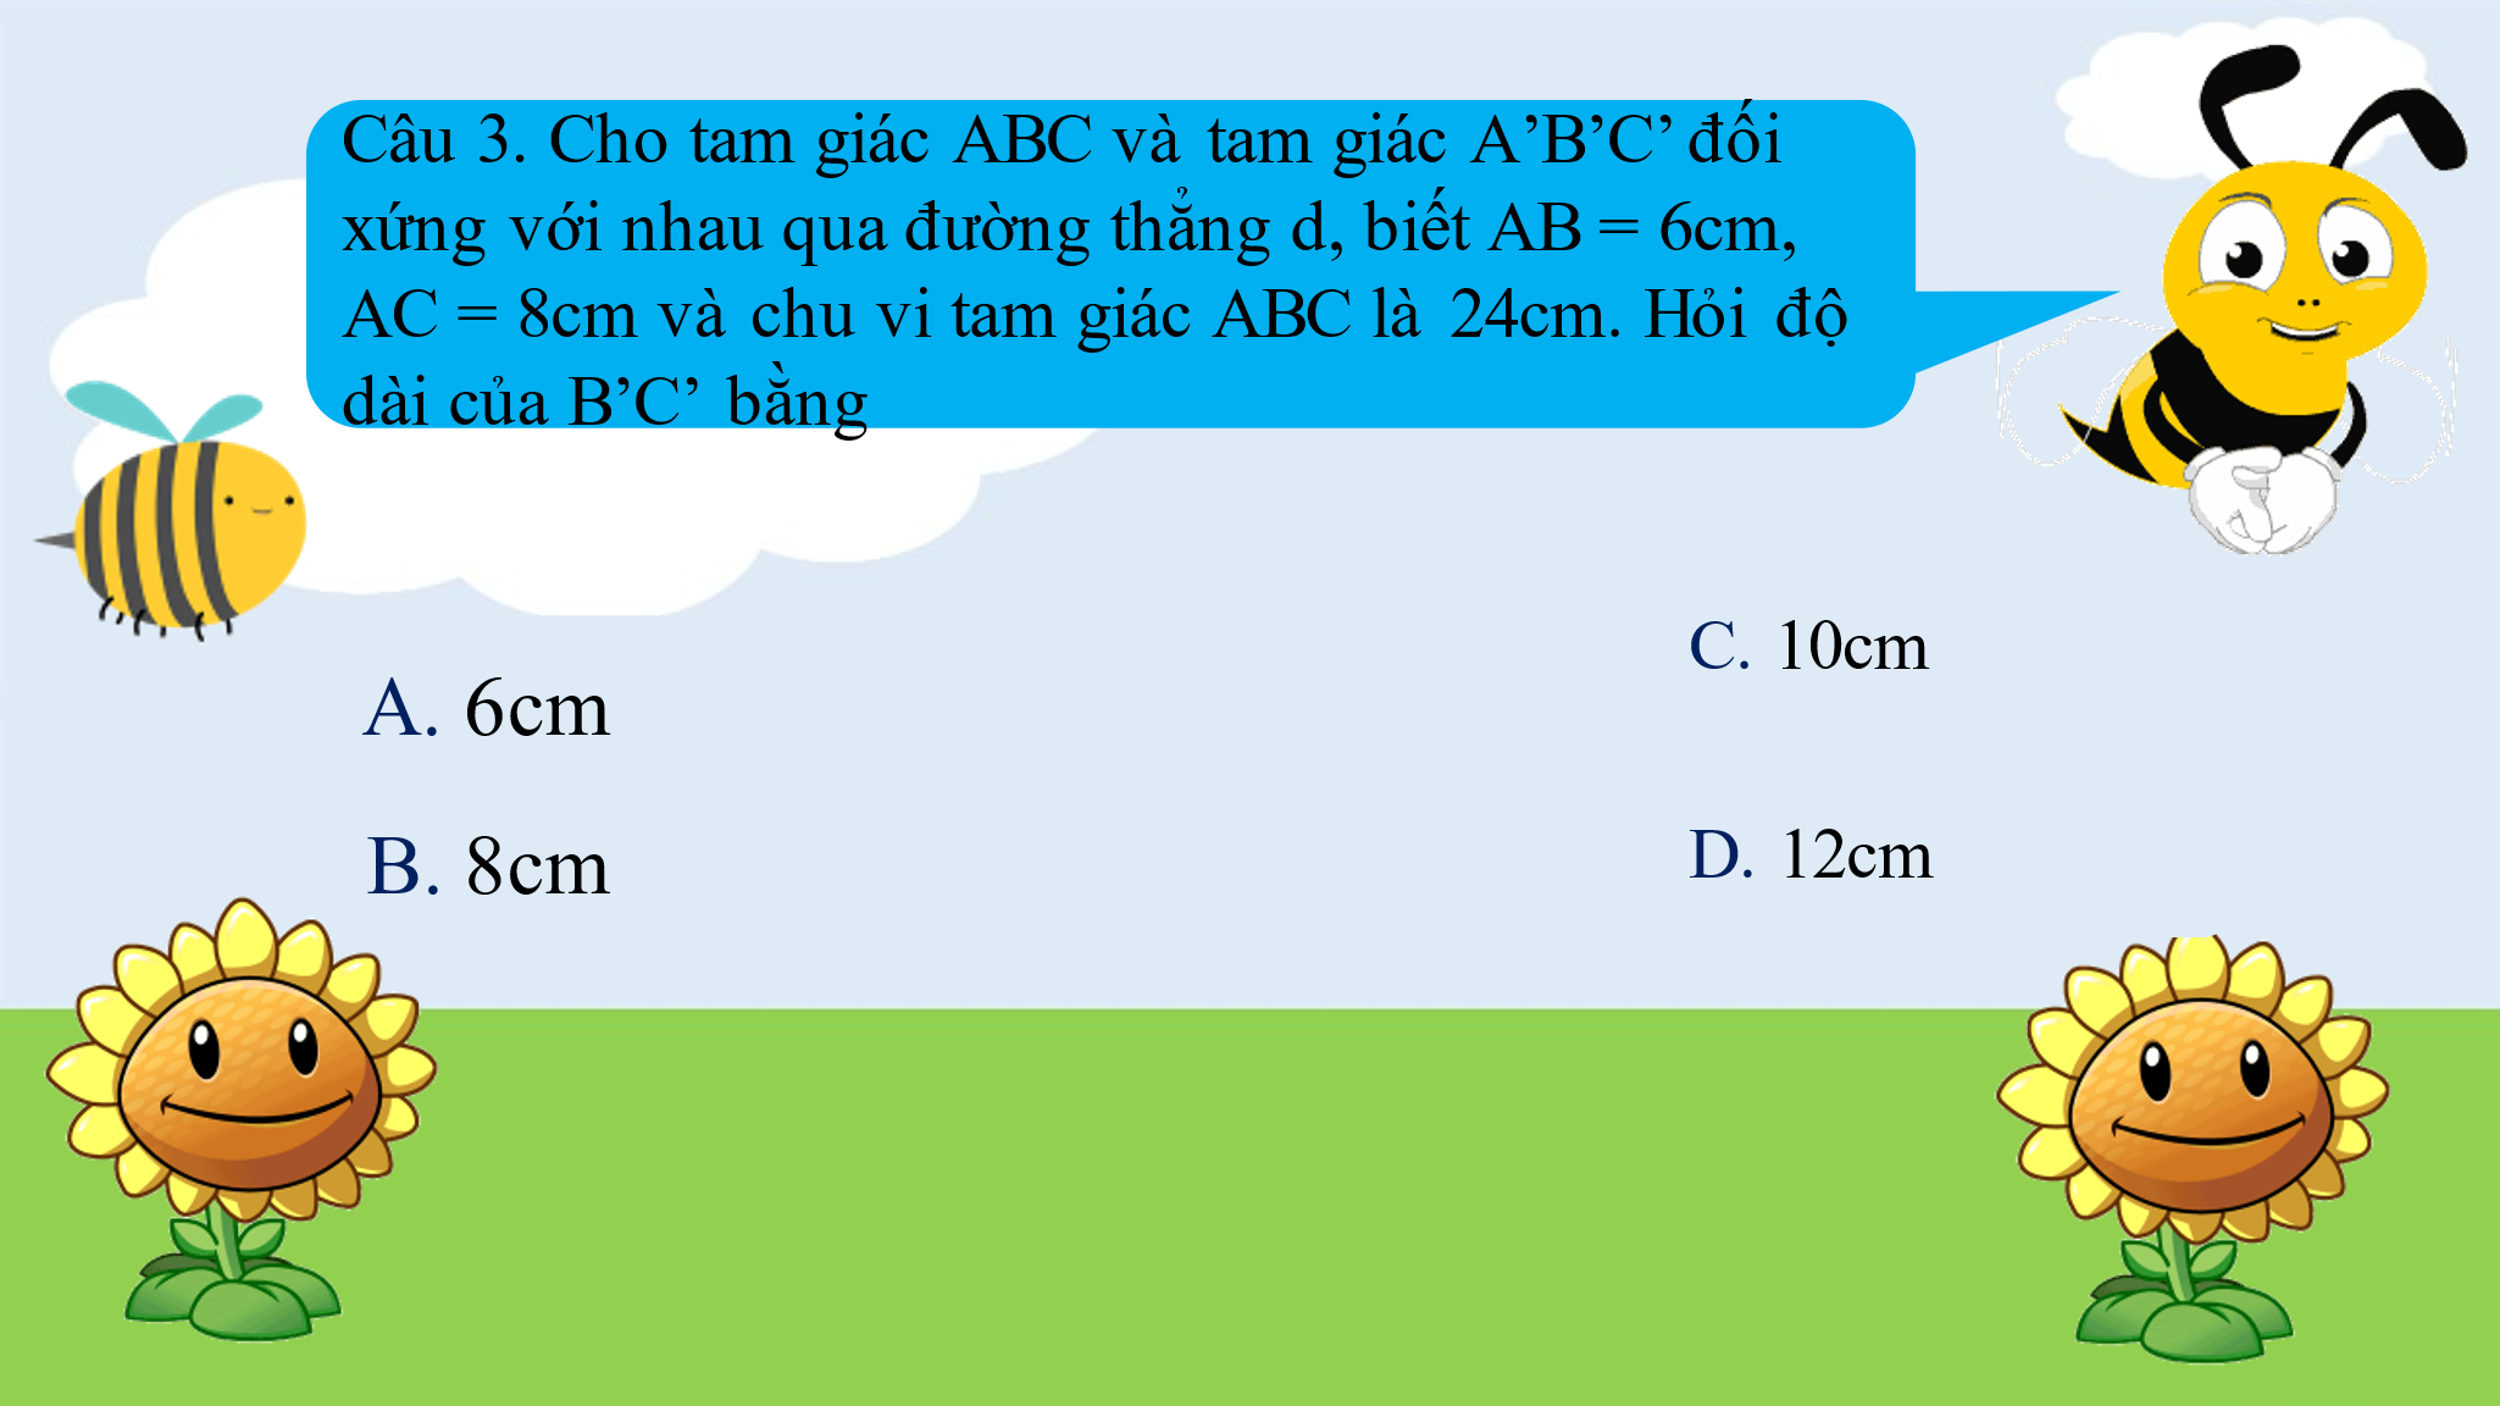 Câu 3. Cho tam giác ABC và tam giác A’B’C’ đối
xứng với nhau qua đường thẳng d, biết AB = 6cm,
AC = 8cm và chu vi tam giác ABC là 24cm. Hỏi độ
dài của B’C’ bằng
C. 10cm
A. 6cm
D. 12cm
B. 8cm